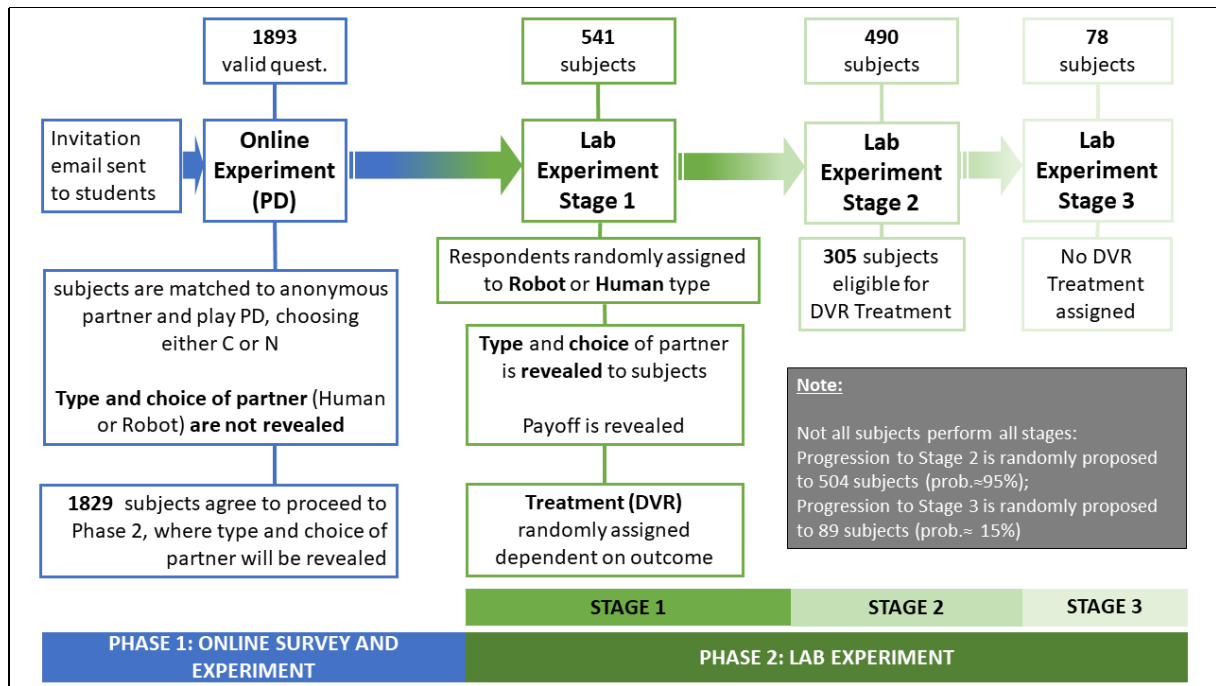 1893
valid quest.
541
subjects
490
subjects
78
subjects
Invitation
email sent
to students
Online
Experiment
(PD)
Lab
Experiment
Stage 1
Lab
Experiment
Stage 2
Lab
Experiment
Stage 3
subjects are matched to anonymous
partner and play PD, choosing
either C or N
Type and choice of partner (Human
or Robot) are not revealed
1829 subjects agree to proceed to
Phase 2, where type and choice of
partner will be revealed
Respondents randomly assigned
to Robot or Human type
Type and choice of partner
is revealed to subjects
Payoff is revealed
Treatment (DVR)
randomly assigned
dependent on outcome
305 subjects
eligible for
DVR Treatment
No DVR
Treatment
assigned
Note:
Not all subjects perform all stages:
Progression to Stage 2 is randomly proposed
to 504 subjects (prob.≈95%);
Progression to Stage 3 is randomly proposed
to 89 subjects (prob.≈ 15%)
STAGE 1
STAGE 2
STAGE 3
PHASE 1: ONLINE SURVEY AND
EXPERIMENT
PHASE 2: LAB EXPERIMENT